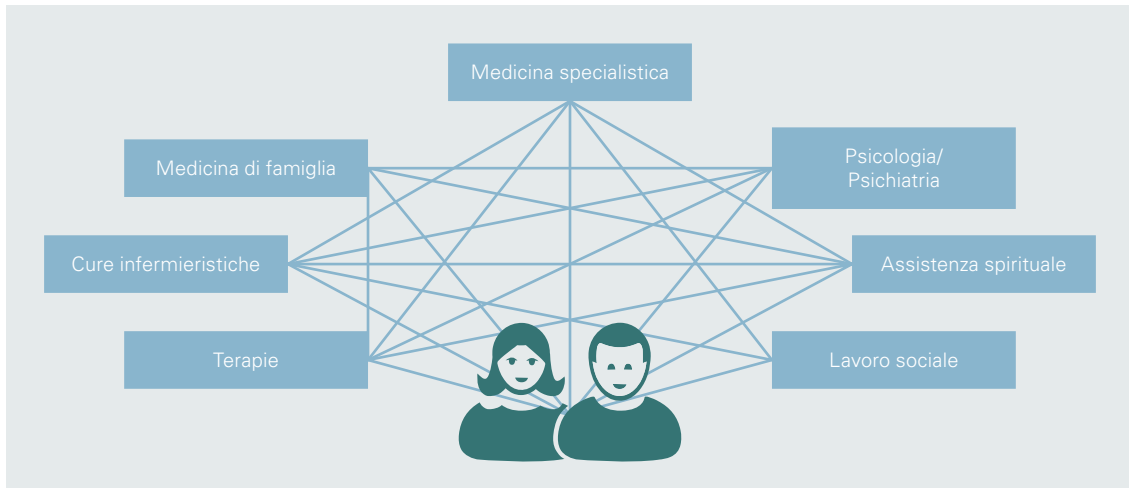 Medicina specialistica
Medicina di famiglia
Psicologia/
Psichiatria
Cure infermieristiche
Assistenza spirituale
Terapie
Lavoro sociale